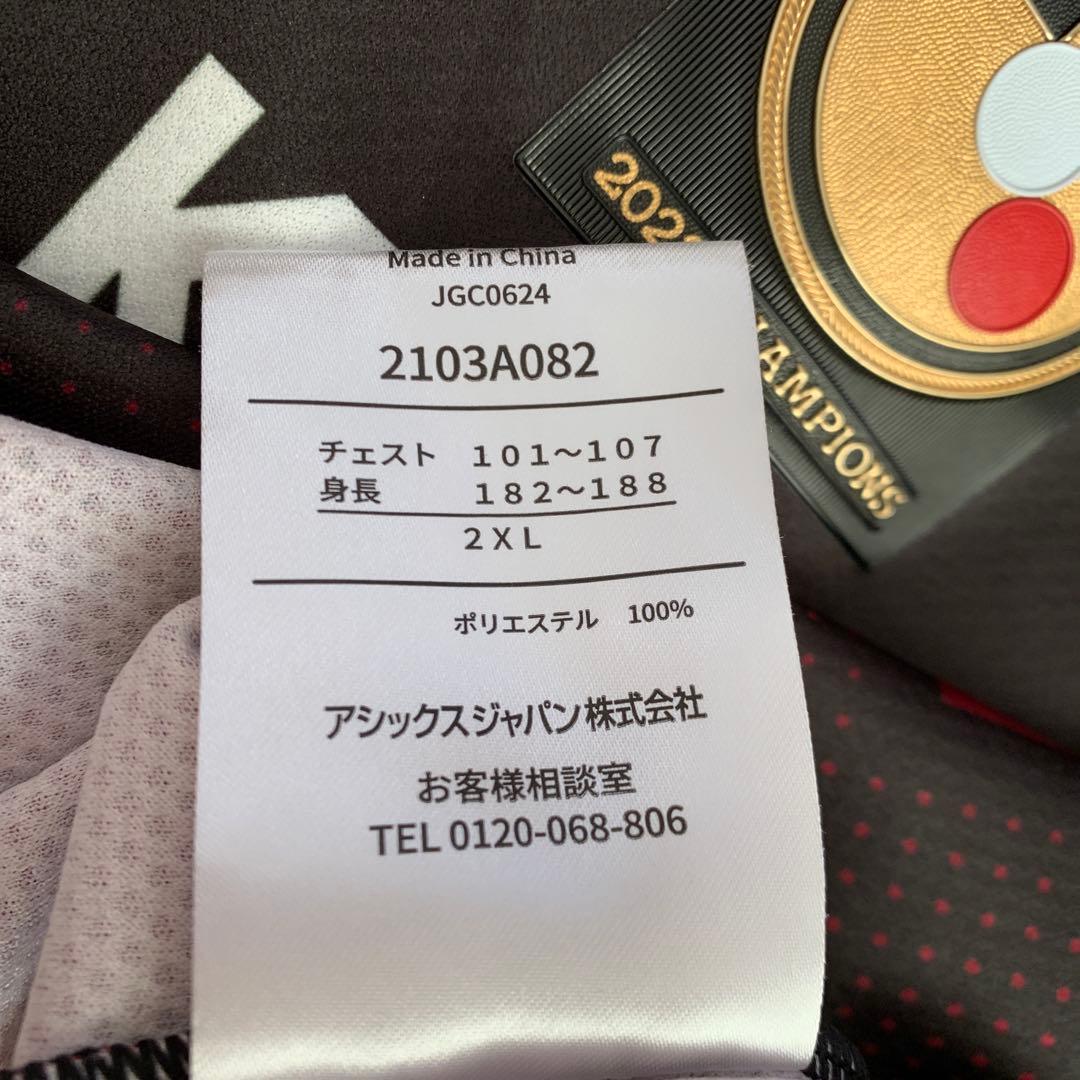 Made in China
JGC0624
2103A082
チェスト 101〜107
身長 182〜188
2XL
ポリエステル 100%
アシックスジャパン株式会社
お客様相談室
TEL 0120-068-806